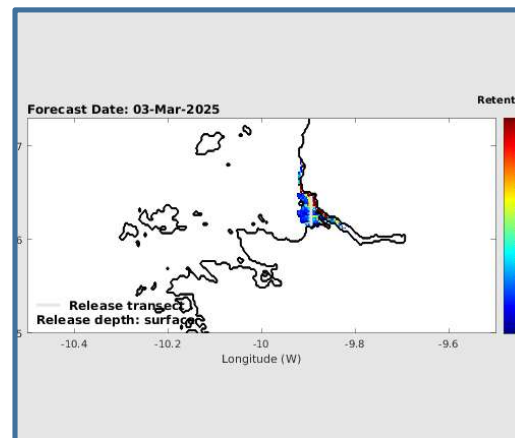 Retent
Forecast Date: 03-Mar-2025
7
6
Release transect
Release depth: surface
5
-10.4 -10.2 -10 -9.8 -9.6
Longitude (W)